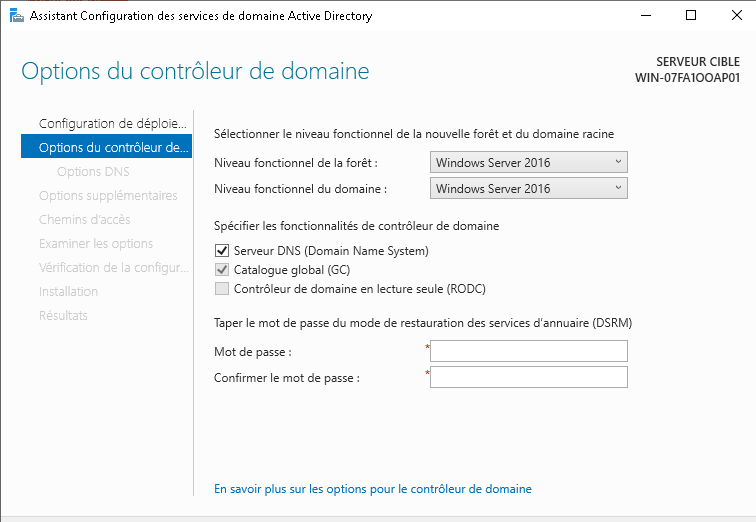 Assistant Configuration des services de domaine Active Directory
Options du contrôleur de domaine
SERVEUR CIBLE
WIN-07FA1OOAP01
Configuration de déploie...
Options du contrôleur de...
Options DNS
Options supplémentaires
Chemins d'accès
Examiner les options
Vérification de la configur...
Installation
Résultats
Sélectionner le niveau fonctionnel de la nouvelle forêt et du domaine racine
Niveau fonctionnel de la forêt : Windows Server 2016
Niveau fonctionnel du domaine : Windows Server 2016
Spécifier les fonctionnalités de contrôleur de domaine
Serveur DNS (Domain Name System)
Catalogue global (GC)
Contrôleur de domaine en lecture seule (RODC)
Taper le mot de passe du mode de restauration des services d'annuaire (DSRM)
Mot de passe : *
Confirmer le mot de passe : *
En savoir plus sur les options pour le contrôleur de domaine